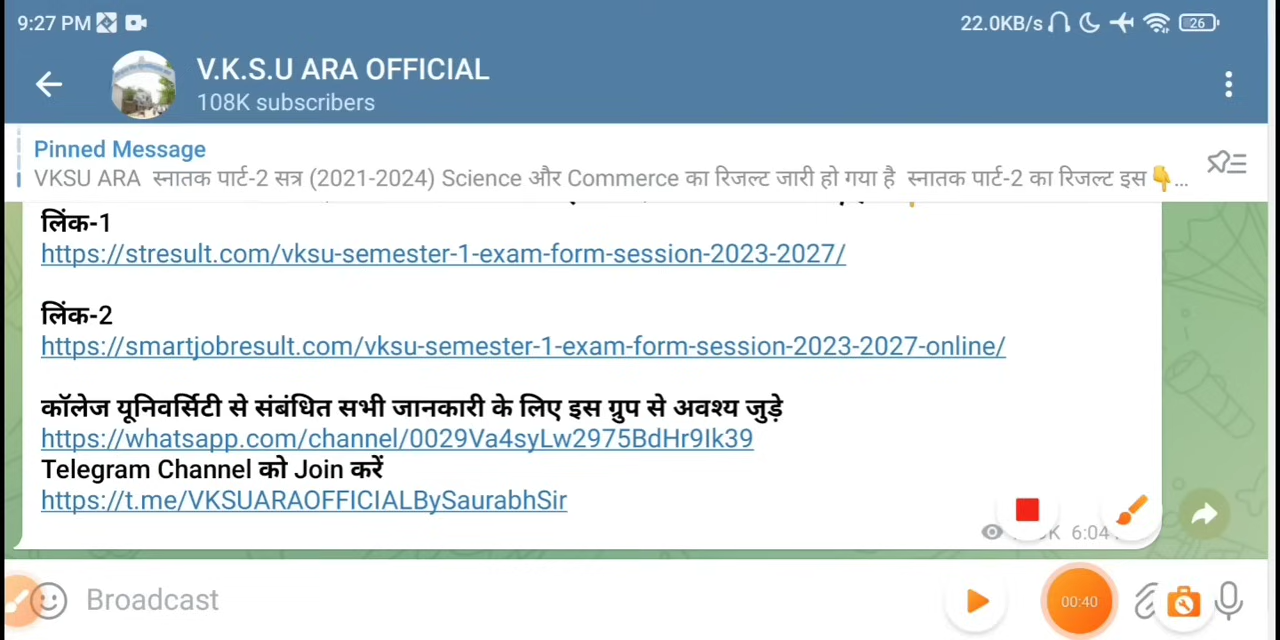 9:27 PM
22.0KB/s
26
V.K.S.U ARA OFFICIAL
108K subscribers
Pinned Message
VKSU ARA स्नातक पार्ट-2 सत्र (2021-2024) Science और Commerce का रिजल्ट जारी हो गया है स्नातक पार्ट-2 का रिजल्ट इस👇...
लिंक-1
https://stresult.com/vksu-semester-1-exam-form-session-2023-2027/
लिंक-2
https://smartjobresult.com/vksu-semester-1-exam-form-session-2023-2027-online/
कॉलेज यूनिवर्सिटी से संबंधित सभी जानकारी के लिए इस ग्रुप से अवश्य जुड़े
https://whatsapp.com/channel/0029Va4syLw2975BdHr9Ik39
Telegram Channel को Join करें
https://t.me/VKSUARAOFFICIALBySaurabhSir
6:04
Broadcast
00:40